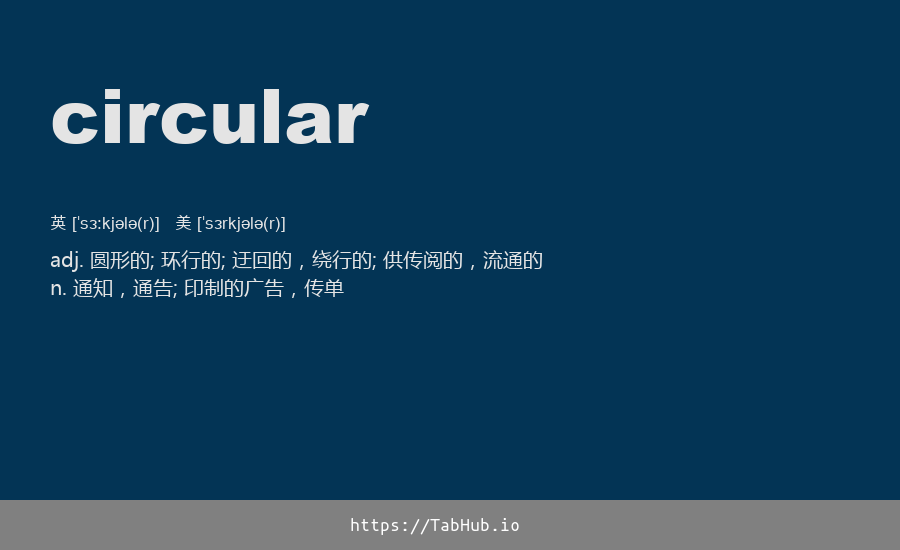 circular
英 [ˈsɜːkjələ(r)] 美 [ˈsɜrkjələ(r)]
adj. 圆形的; 环行的; 迂回的，绕行的; 供传阅的，流通的
n. 通知，通告; 印制的广告，传单
https://TabHub.io